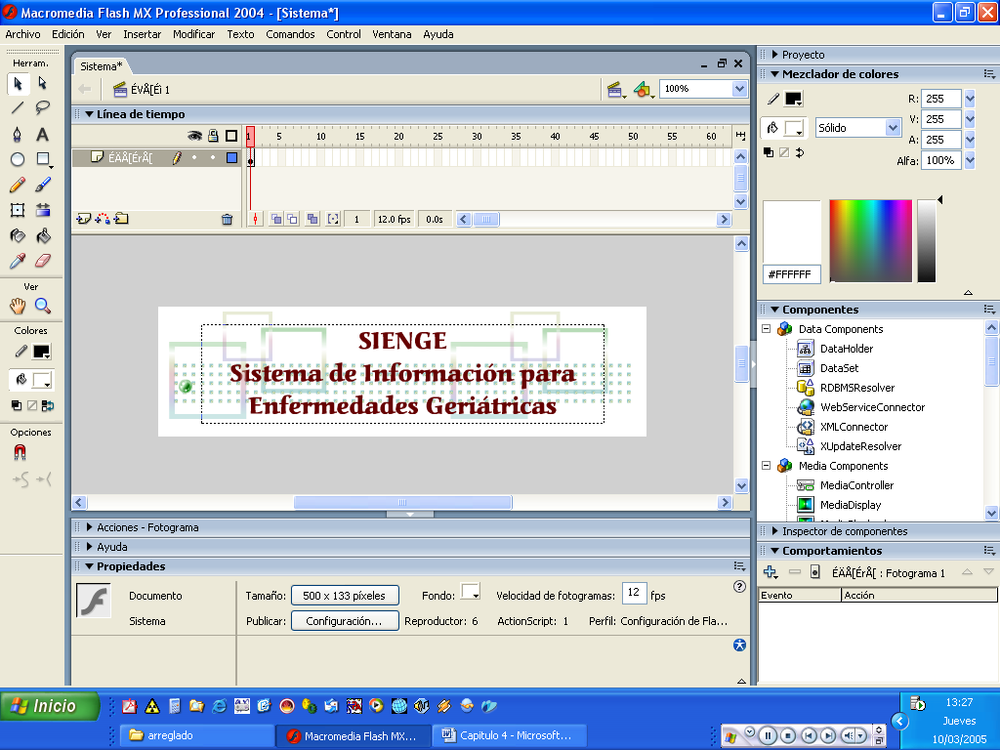 Macromedia Flash MX Professional 2004 - [Sistema*]
Archivo Edición Ver Insertar Modificar Texto Comandos Control Ventana Ayuda
Herram.
Ver
Colores
Opciones
Sistema*
ÉVÅ[Éì 1
100%
Línea de tiempo
1 5 10 15 20 25 30 35 40 45 50 55 60
ÉÄÅ[ÉrÅ[
1 12.0 fps 0.0s
SIENGE
Sistema de Información para
Enfermedades Geriátricas
Acciones - Fotograma
Ayuda
Propiedades
Documento
Sistema
Tamaño: 500 x 133 píxeles Fondo: Velocidad de fotogramas: 12 fps
Publicar: Configuración... Reproductor: 6 ActionScript: 1 Perfil: Configuración de Fla...
Proyecto
Mezclador de colores
R: 255
Sólido
V: 255
A: 255
Alfa: 100%
#FFFFFF
Componentes
Data Components
DataHolder
DataSet
RDBMSResolver
WebServiceConnector
XMLConnector
XUpdateResolver
Media Components
MediaController
MediaDisplay
Inspector de componentes
Comportamientos
ÉÄÅ[ÉrÅ[ : Fotograma 1
Evento Acción
Inicio
arreglado
Macromedia Flash MX...
Capitulo 4 - Microsoft...
13:27
Jueves
10/03/2005